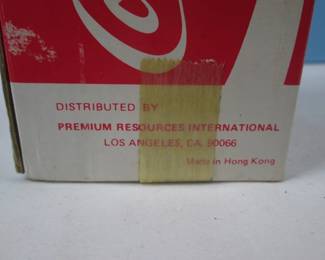 DISTRIBUTED BY
PREMIUM RESOURCES INTERNATIONAL
LOS ANGELES, CA. 90066
Made in Hong Kong